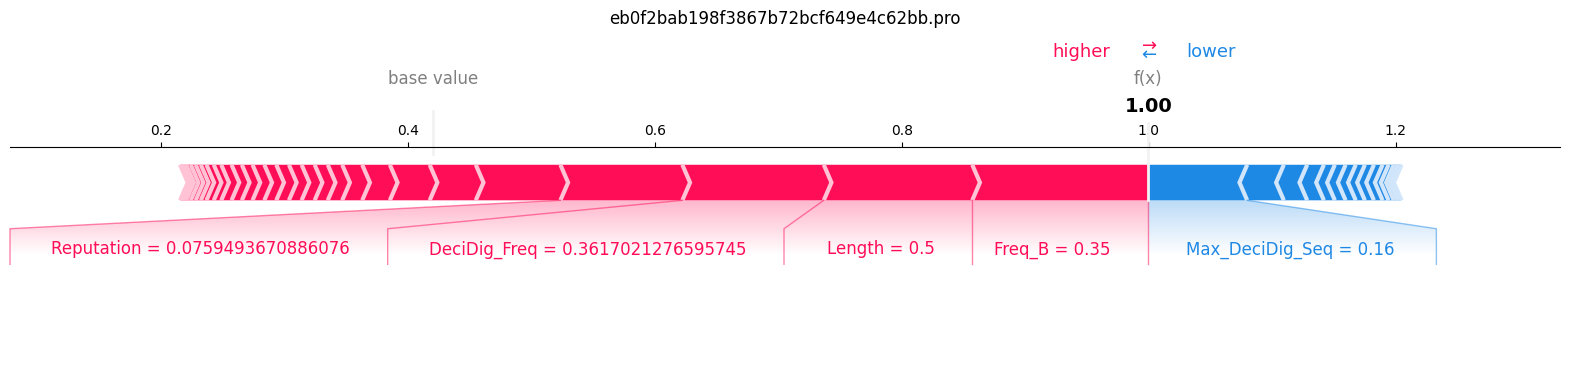 eb0f2bab198f3867b72bcf649e4c62bb.pro
higher ⇄ lower
base value f(x)
1.00
0.2 0.4 0.6 0.8 1.0 1.2
Reputation = 0.0759493670886076 DeciDig_Freq = 0.3617021276595745 Length = 0.5 Freq_B = 0.35 Max_DeciDig_Seq = 0.16